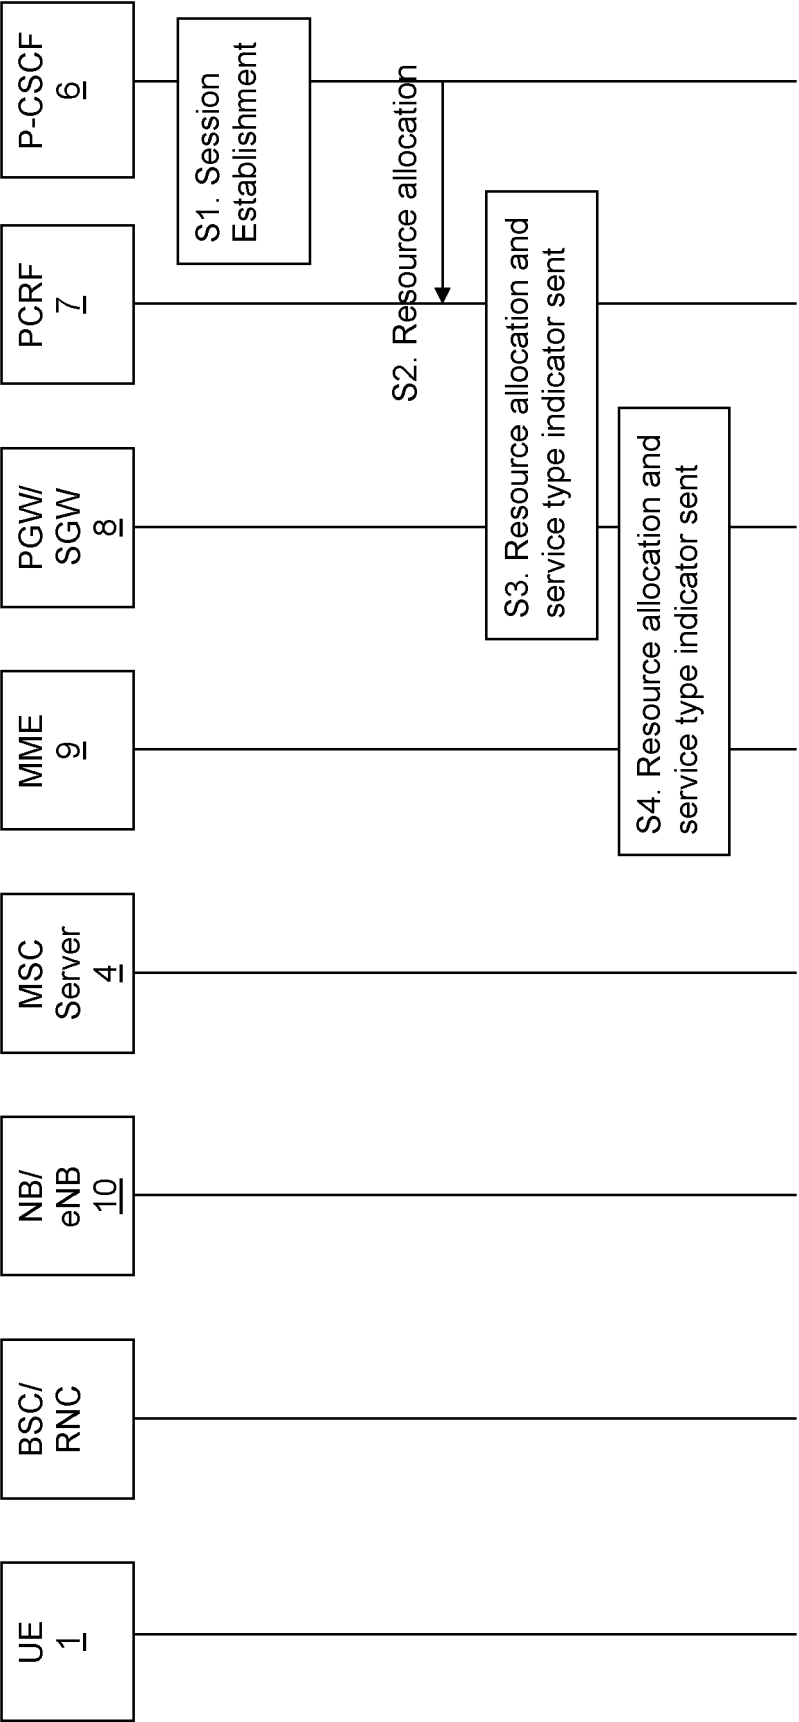 UE
1
BSC/
RNC
NB/
eNB
10
MSC
Server
4
MME
9
PGW/
SGW
8
PCRF
7
P-CSCF
6
S1. Session
Establishment
S2. Resource allocation
S3. Resource allocation and
service type indicator sent
S4. Resource allocation and
service type indicator sent